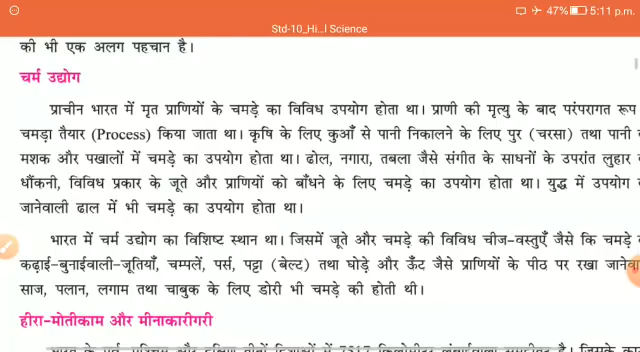 47% 5:11 p.m.
Std-10_Hi...l Science
की भी एक अलग पहचान है।
चर्म उद्योग
प्राचीन भारत में मृत प्राणियों के चमड़े का विविध उपयोग होता था। प्राणी की मृत्यु के बाद परंपरागत रूप
चमड़ा तैयार (Process) किया जाता था। कृषि के लिए कुओँ से पानी निकालने के लिए पुर (चरसा) तथा पानी
मशक और पखालों में चमड़े का उपयोग होता था। ढोल, नगारा, तबला जैसे संगीत के साधनों के उपरांत लुहार
धौंकनी, विविध प्रकार के जूते और प्राणियों को बाँधने के लिए चमड़े का उपयोग होता था। युद्ध में उपयोग
जानेवाली ढाल में भी चमड़े का उपयोग होता था।
भारत में चर्म उद्योग का विशिष्ट स्थान था। जिसमें जूते और चमड़े की विविध चीज-वस्तुएँ जैसे कि चमड़े
कढ़ाई-बुनाईवाली-जूतियाँ, चम्पलें, पर्स, पट्टा (बेल्ट) तथा घोड़े और ऊँट जैसे प्राणियों के पीठ पर रखा
साज, पलान, लगाम तथा चाबुक के लिए डोरी भी चमड़े की होती थी।
हीरा-मोतीकाम और मीनाकारीगरी